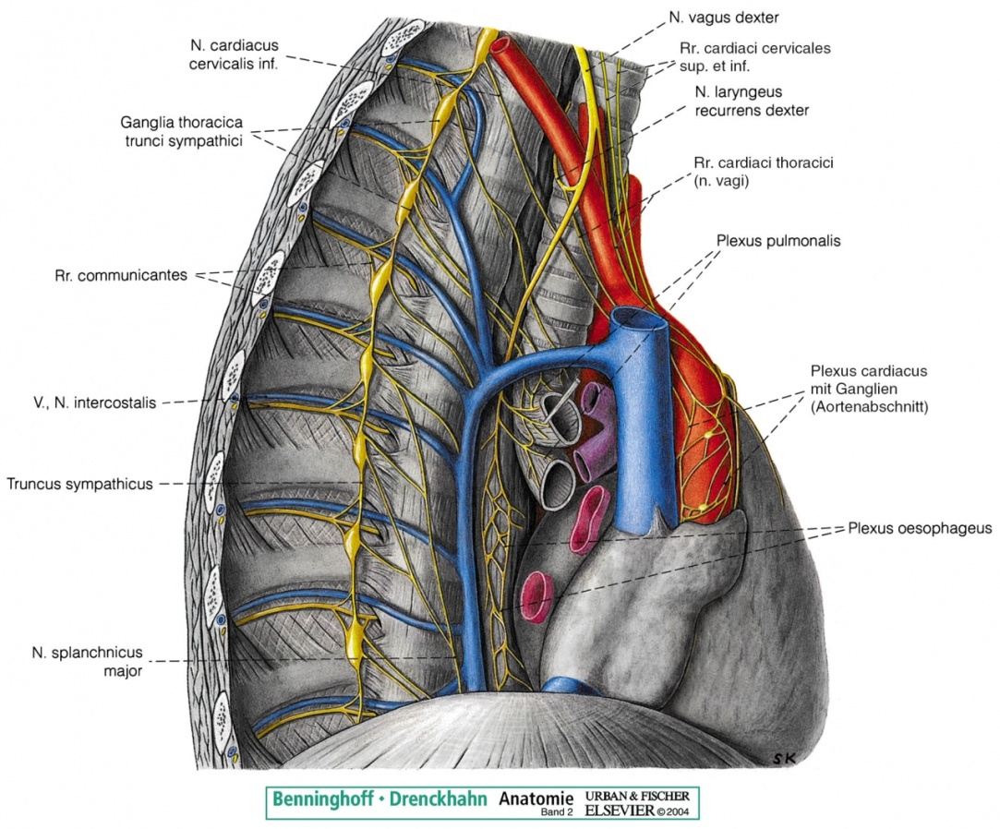 N. cardiacus
cervicalis inf.
Ganglia thoracica
trunci sympathici
Rr. communicantes
V., N. intercostalis
Truncus sympathicus
N. splanchnicus
major
N. vagus dexter
Rr. cardiaci cervicales
sup. et inf.
N. laryngeus
recurrens dexter
Rr. cardiaci thoracici
(n. vagi)
Plexus pulmonalis
Plexus cardiacus
mit Ganglien
(Aortenabschnitt)
Plexus oesophageus
SK
Benninghoff · Drenckhahn Anatomie Band 2 URBAN & FISCHER
ELSEVIER © 2004